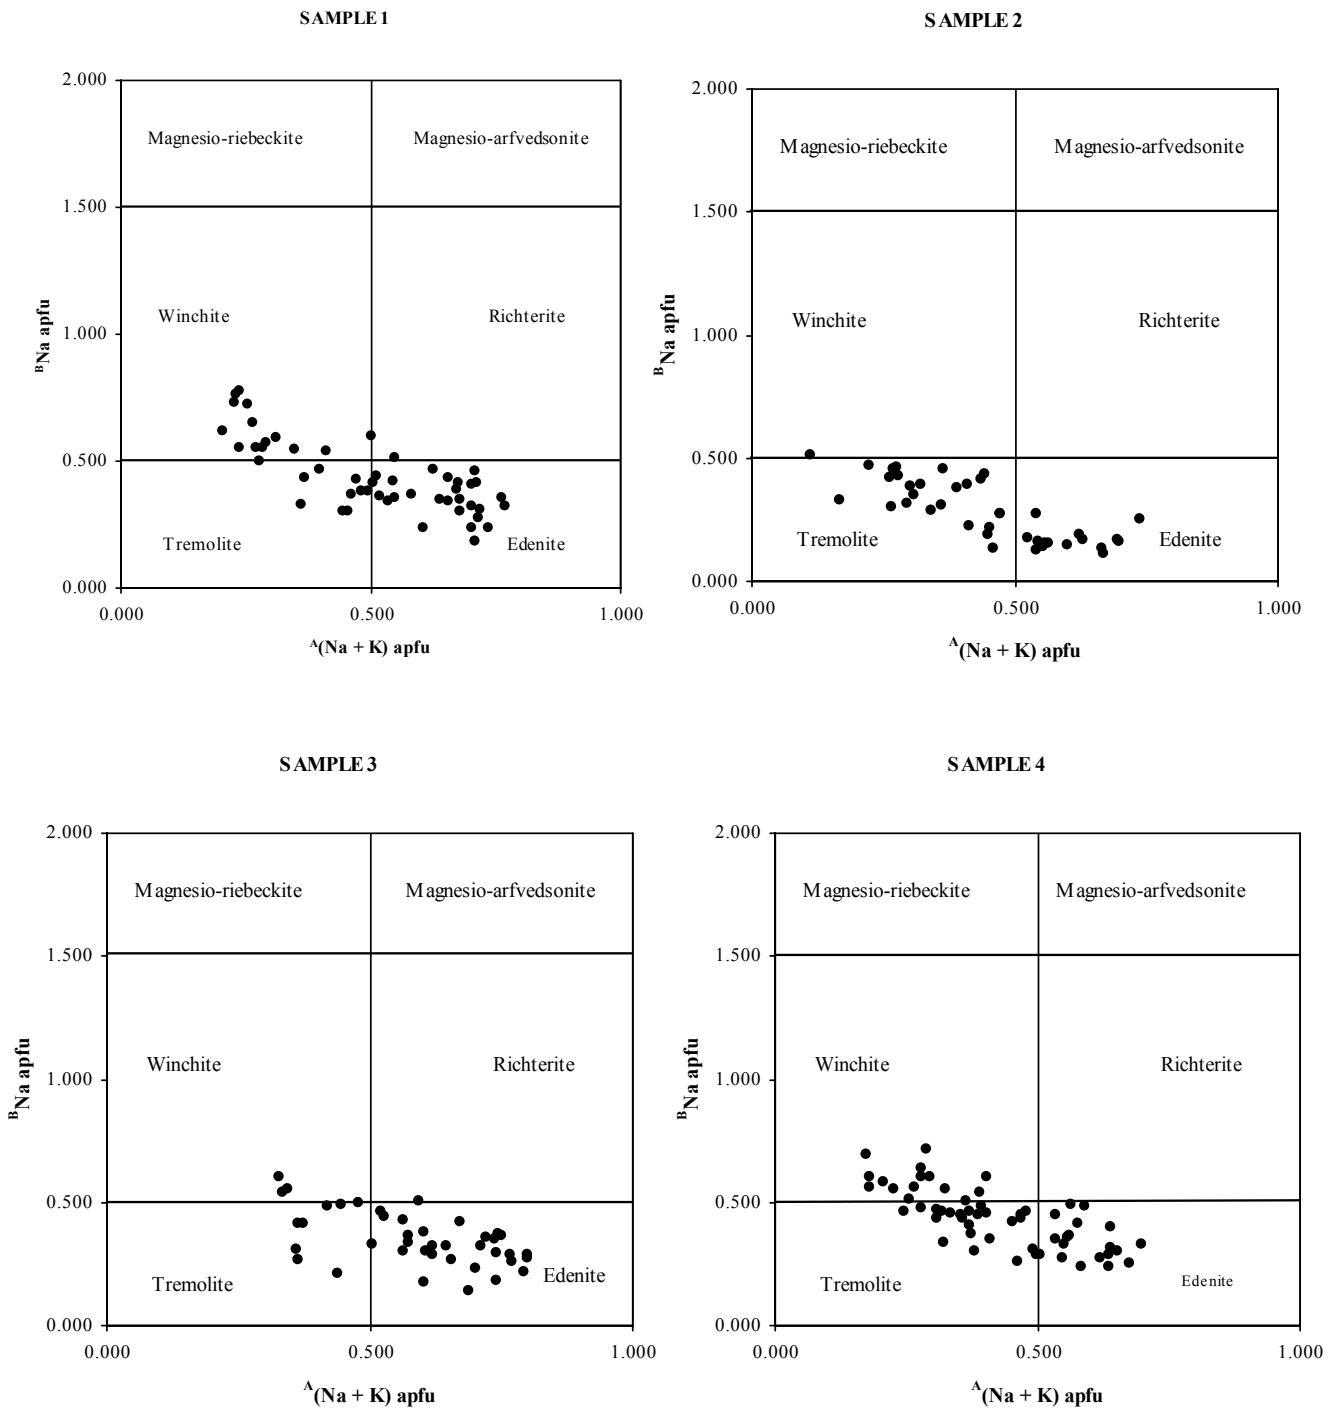 SAMPLE 1
2.000
Magnesio-riebeckite
Magnesio-arfvedsonite
1.500
Winchite
Richterite
1.000
0.500
Tremolite
Edenite
0.000
0.000
0.500
1.000
BNa apfu
A(Na + K) apfu
SAMPLE 2
2.000
Magnesio-riebeckite
Magnesio-arfvedsonite
1.500
Winchite
Richterite
1.000
0.500
Tremolite
Edenite
0.000
0.000
0.500
1.000
BNa apfu
A(Na + K) apfu
SAMPLE 3
2.000
Magnesio-riebeckite
Magnesio-arfvedsonite
1.500
Winchite
Richterite
1.000
0.500
Tremolite
Edenite
0.000
0.000
0.500
1.000
BNa apfu
A(Na + K) apfu
SAMPLE 4
2.000
Magnesio-riebeckite
Magnesio-arfvedsonite
1.500
Winchite
Richterite
1.000
0.500
Tremolite
Edenite
0.000
0.000
0.500
1.000
BNa apfu
A(Na + K) apfu